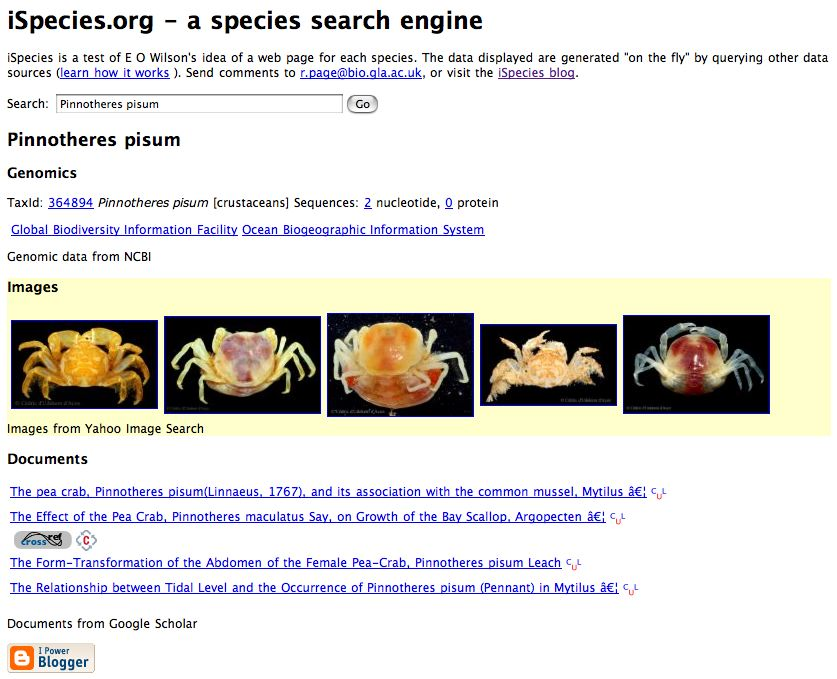 iSpecies.org - a species search engine
iSpecies is a test of E O Wilson's idea of a web page for each species. The data displayed are generated "on the fly" by querying other data
sources (learn how it works ). Send comments to r.page@bio.gla.ac.uk, or visit the iSpecies blog.
Search: Pinnotheres pisum Go
Pinnotheres pisum
Genomics
TaxId: 364894 Pinnotheres pisum [crustaceans] Sequences: 2 nucleotide, 0 protein
Global Biodiversity Information Facility Ocean Biogeographic Information System
Genomic data from NCBI
Images
Images from Yahoo Image Search
Documents
The pea crab, Pinnotheres pisum(Linnaeus, 1767), and its association with the common mussel, Mytilus â€¦ CUL
The Effect of the Pea Crab, Pinnotheres maculatus Say, on Growth of the Bay Scallop, Argopecten â€¦ CUL
crossref C
The Form-Transformation of the Abdomen of the Female Pea-Crab, Pinnotheres pisum Leach CUL
The Relationship between Tidal Level and the Occurrence of Pinnotheres pisum (Pennant) in Mytilus â€¦ CUL
Documents from Google Scholar
I Power
Blogger